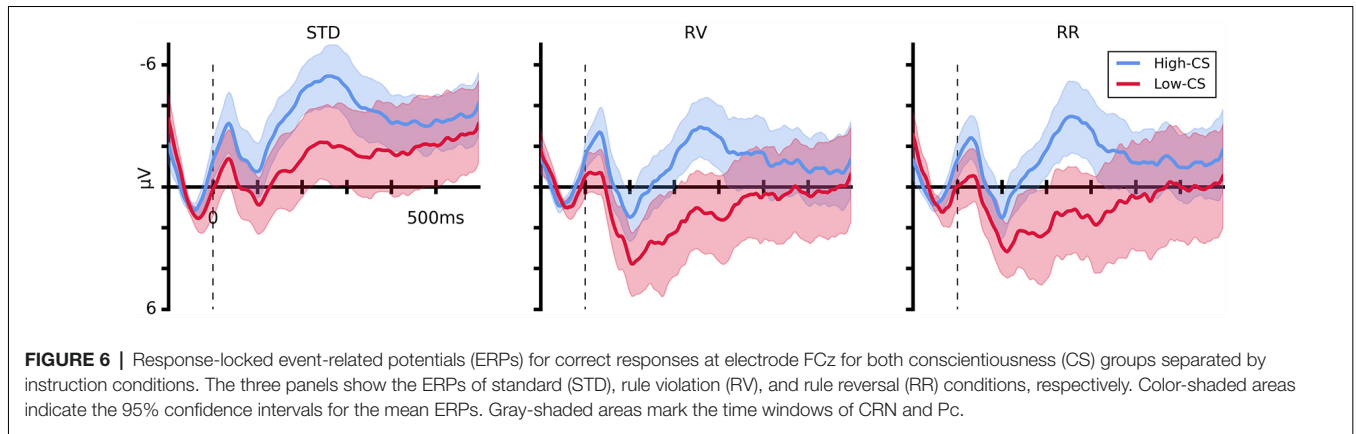 STD
RV
RR
-6
High-CS
Low-CS
μV
0
500ms
6
FIGURE 6 | Response-locked event-related potentials (ERPs) for correct responses at electrode FCz for both conscientiousness (CS) groups separated by
instruction conditions. The three panels show the ERPs of standard (STD), rule violation (RV), and rule reversal (RR) conditions, respectively. Color-shaded areas
indicate the 95% confidence intervals for the mean ERPs. Gray-shaded areas mark the time windows of CRN and Pc.